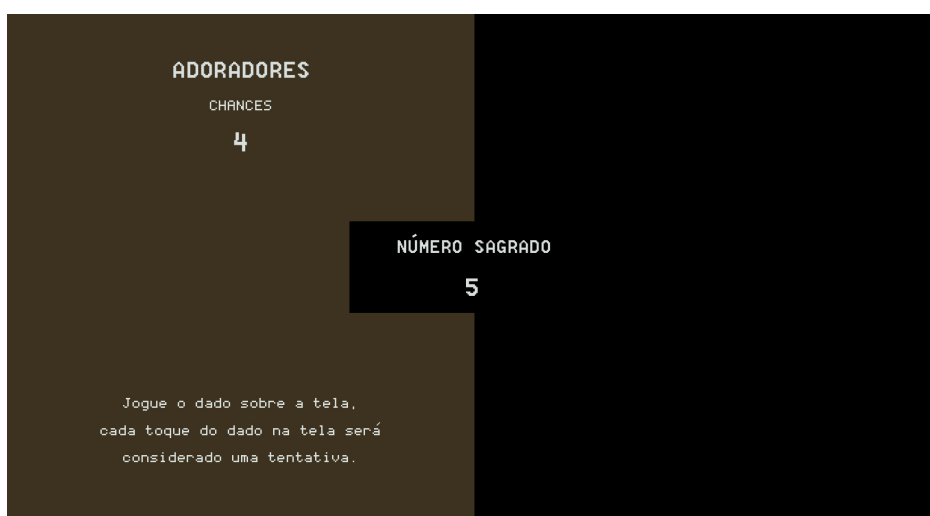 ADORADORES
CHANCES
4
NÚMERO SAGRADO
5
Jogue o dado sobre a tela,
cada toque do dado na tela será
considerado uma tentativa.